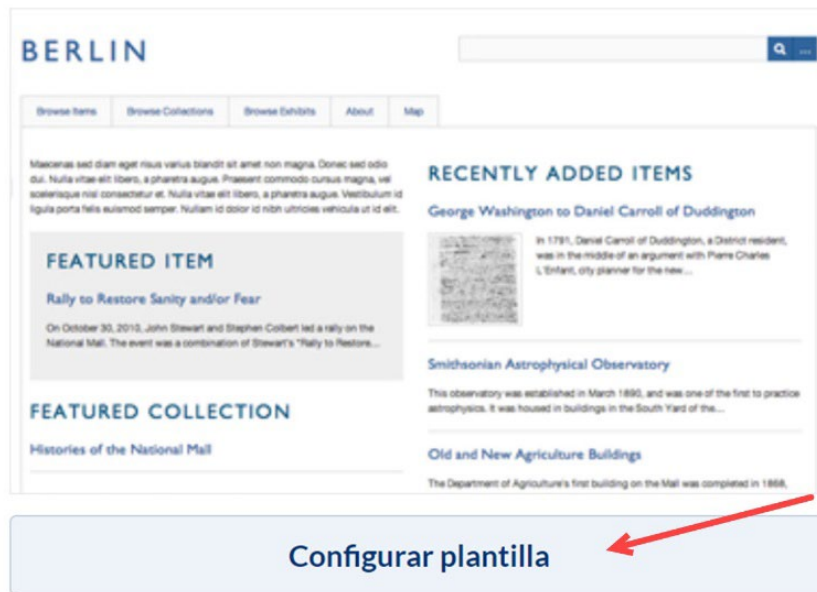 BERLIN
...
Browse Items Browse Collections Browse Exhibits About Map
Maecenas sed diam eget risus varius blandit sit amet non magna. Donec sed odio
dui. Nulla vitae elit libero, a pharetra augue. Praesent commodo cursus magna, vel
scelerisque nisl consectetur et. Nulla vitae elit libero, a pharetra augue. Vestibulum id
ligula porta felis euismod semper. Nullam id dolor id nibh ultricies vehicula ut id elit.
FEATURED ITEM
Rally to Restore Sanity and/or Fear
On October 30, 2010, John Stewart and Stephen Colbert led a rally on the
National Mall. The event was a combination of Stewart's "Rally to Restore...
FEATURED COLLECTION
Histories of the National Mall
RECENTLY ADDED ITEMS
George Washington to Daniel Carroll of Duddington
In 1791, Daniel Carroll of Duddington, a District resident,
was in the middle of an argument with Pierre Charles
L'Enfant, city planner for the new...
Smithsonian Astrophysical Observatory
This observatory was established in March 1890, and was one of the first to practice
astrophysics. It was housed in buildings in the South Yard of the...
Old and New Agriculture Buildings
The Department of Agriculture's first building on the Mall was completed in 1868,
Configurar plantilla